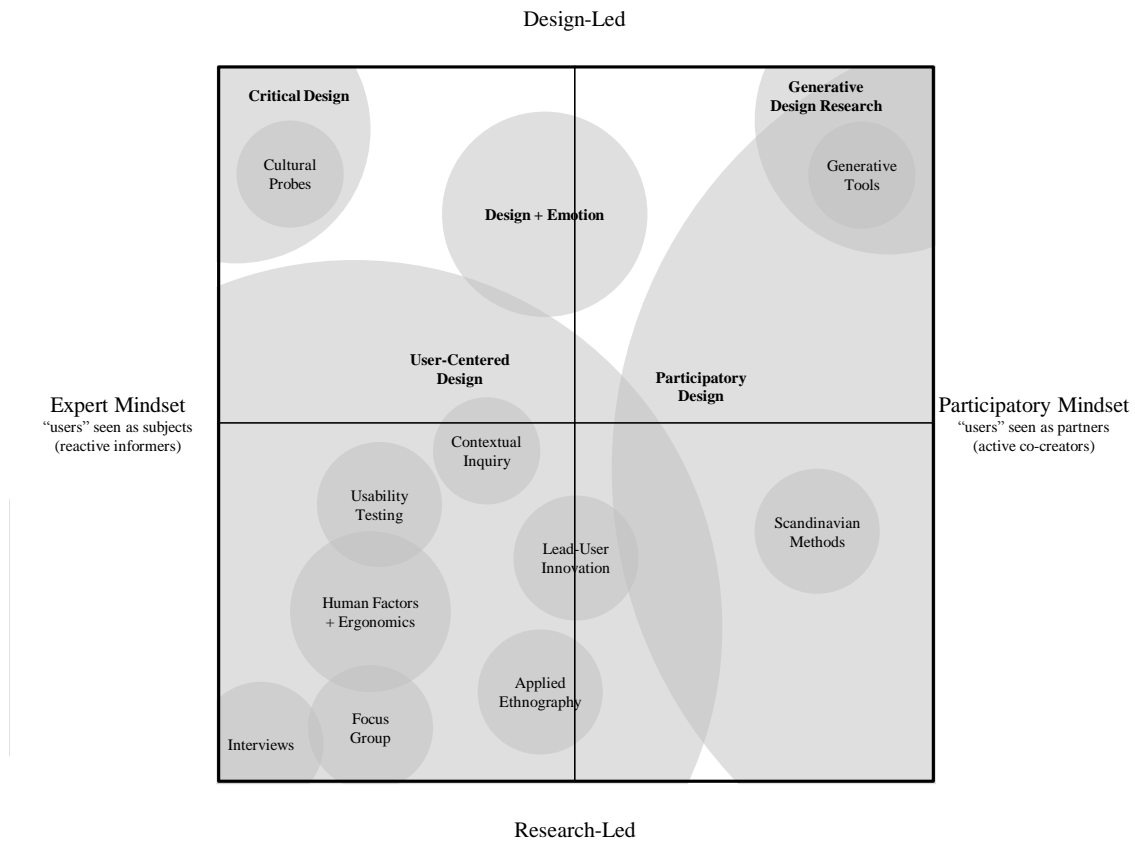 Design-Led
Critical Design
Generative
Design Research
Cultural
Probes
Generative
Tools
Design + Emotion
User-Centered
Design
Participatory
Design
Expert Mindset
“users” seen as subjects
(reactive informers)
Participatory Mindset
“users” seen as partners
(active co-creators)
Contextual
Inquiry
Usability
Testing
Scandinavian
Methods
Lead-User
Innovation
Human Factors
+ Ergonomics
Applied
Ethnography
Focus
Group
Interviews
Research-Led